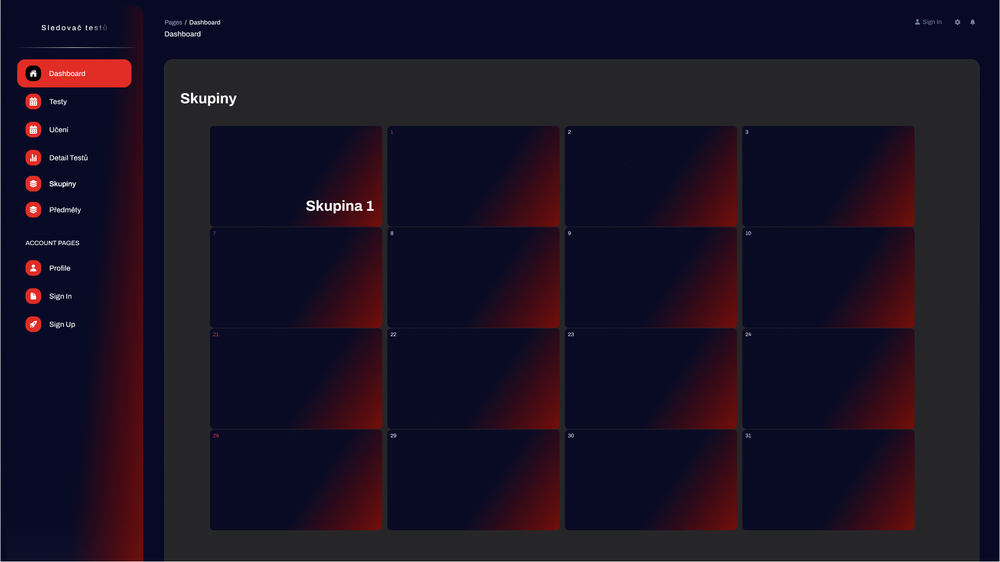 Sledovač testů
Dashboard
Testy
Učení
Detail Testů
Skupiny
Předměty
ACCOUNT PAGES
Profile
Sign In
Sign Up
Pages / Dashboard
Dashboard
Sign In
Skupiny
Skupina 1
1
2
3
7
8
9
10
21
22
23
24
28
29
30
31